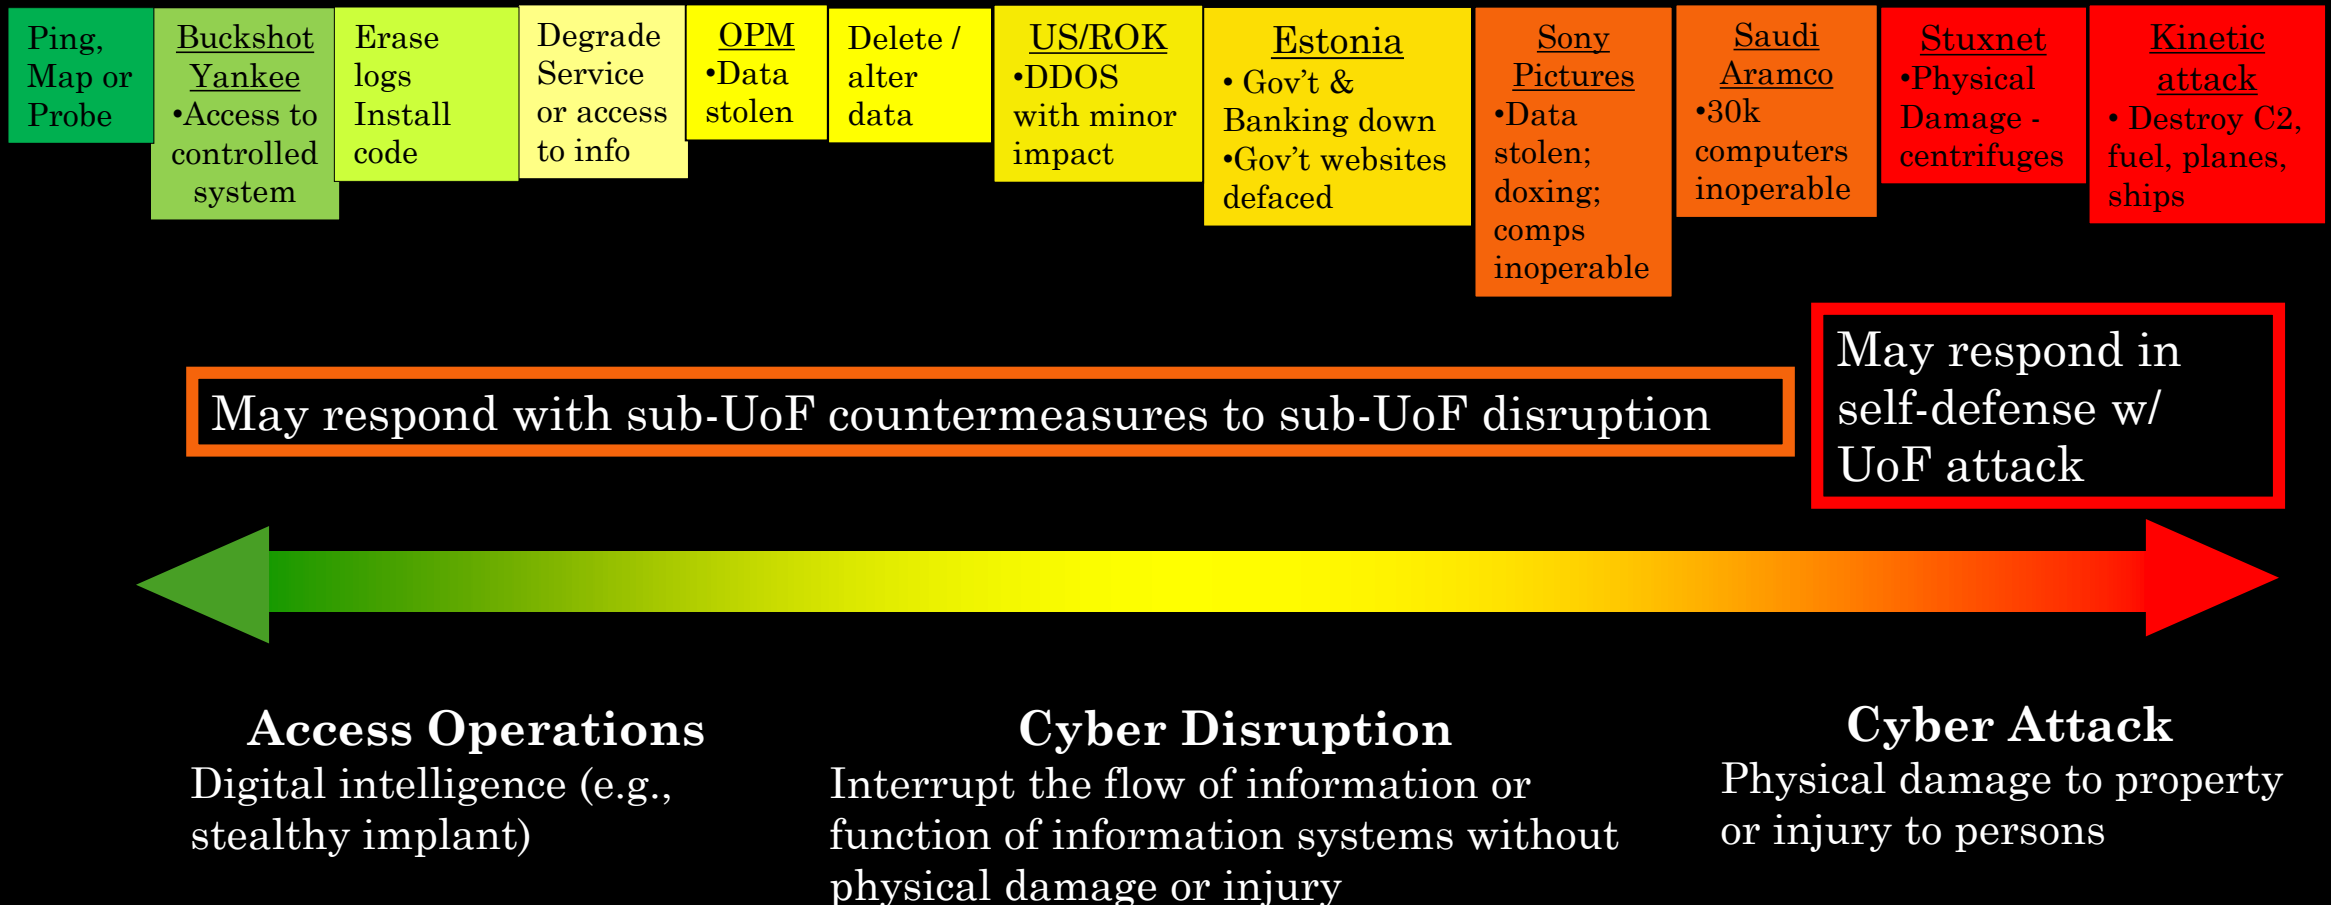 Ping,
Map or
Probe
Buckshot
Yankee
•Access to
controlled
system
Erase
logs
Install
code
Degrade
Service
or access
to info
OPM
•Data
stolen
Delete /
alter
data
US/ROK
•DDOS
with minor
impact
Estonia
• Gov't &
Banking down
•Gov't websites
defaced
Sony
Pictures
•Data
stolen;
doxing;
comps
inoperable
Saudi
Aramco
•30k
computers
inoperable
Stuxnet
•Physical
Damage -
centrifuges
Kinetic
attack
• Destroy C2,
fuel, planes,
ships
May respond with sub-UoF countermeasures to sub-UoF disruption
May respond in
self-defense w/
UoF attack
Access Operations
Digital intelligence (e.g.,
stealthy implant)
Cyber Disruption
Interrupt the flow of information or
function of information systems without
physical damage or injury
Cyber Attack
Physical damage to property
or injury to persons